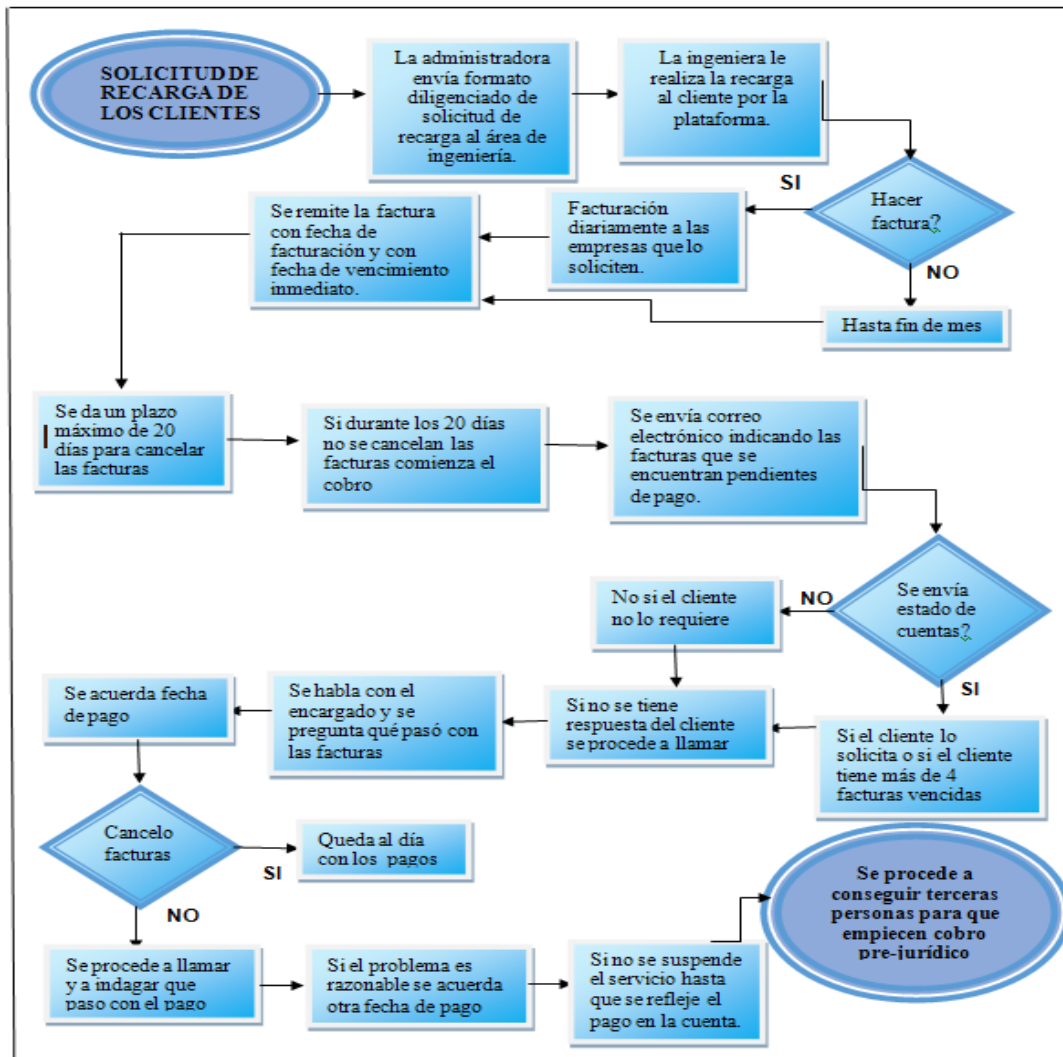 SOLICITUD DE
RECARGA DE
LOS CLIENTES
La administradora
envía formato
diligenciado de
solicitud de
recarga al área de
ingeniería.
La ingeniera le
realiza la recarga
al cliente por la
plataforma.
Hacer
factura?
SI
NO
Facturación
diariamente a las
empresas que lo
soliciten.
Se remite la factura
con fecha de
facturación y con
fecha de vencimiento
inmediato.
Hasta fin de mes
Se da un plazo
máximo de 20
días para cancelar
las facturas
Si durante los 20 días
no se cancelan las
facturas comienza el
cobro
Se envía correo
electrónico indicando las
facturas que se
encuentran pendientes
de pago.
Se envía
estado de
cuentas?
NO
SI
No si el cliente
no lo requiere
Si el cliente lo
solicita o si el cliente
tiene más de 4
facturas vencidas
Si no se tiene
respuesta del cliente
se procede a llamar
Se habla con el
encargado y se
pregunta qué pasó con
las facturas
Se acuerda fecha
de pago
Cancelo
facturas
SI
NO
Queda al día
con los pagos
Se procede a llamar
y a indagar que
paso con el pago
Si el problema es
razonable se acuerda
otra fecha de pago
Si no se suspende
el servicio hasta
que se refleje el
pago en la cuenta.
Se procede a
conseguir terceras
personas para que
empiecen cobro
pre-jurídico